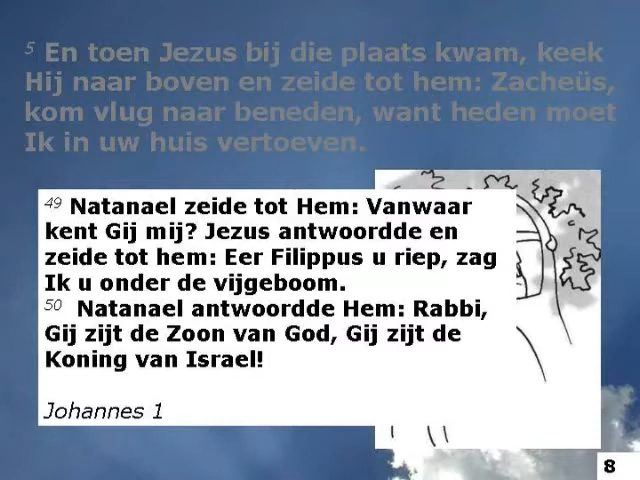 5 En toen Jezus bij die plaats kwam, keek
Hij naar boven en zeide tot hem: Zacheüs,
kom vlug naar beneden, want heden moet
Ik in uw huis vertoeven.
49 Natanael zeide tot Hem: Vanwaar
kent Gij mij? Jezus antwoordde en
zeide tot hem: Eer Filippus u riep, zag
Ik u onder de vijgeboom.
50 Natanael antwoordde Hem: Rabbi,
Gij zijt de Zoon van God, Gij zijt de
Koning van Israel!
Johannes 1
8